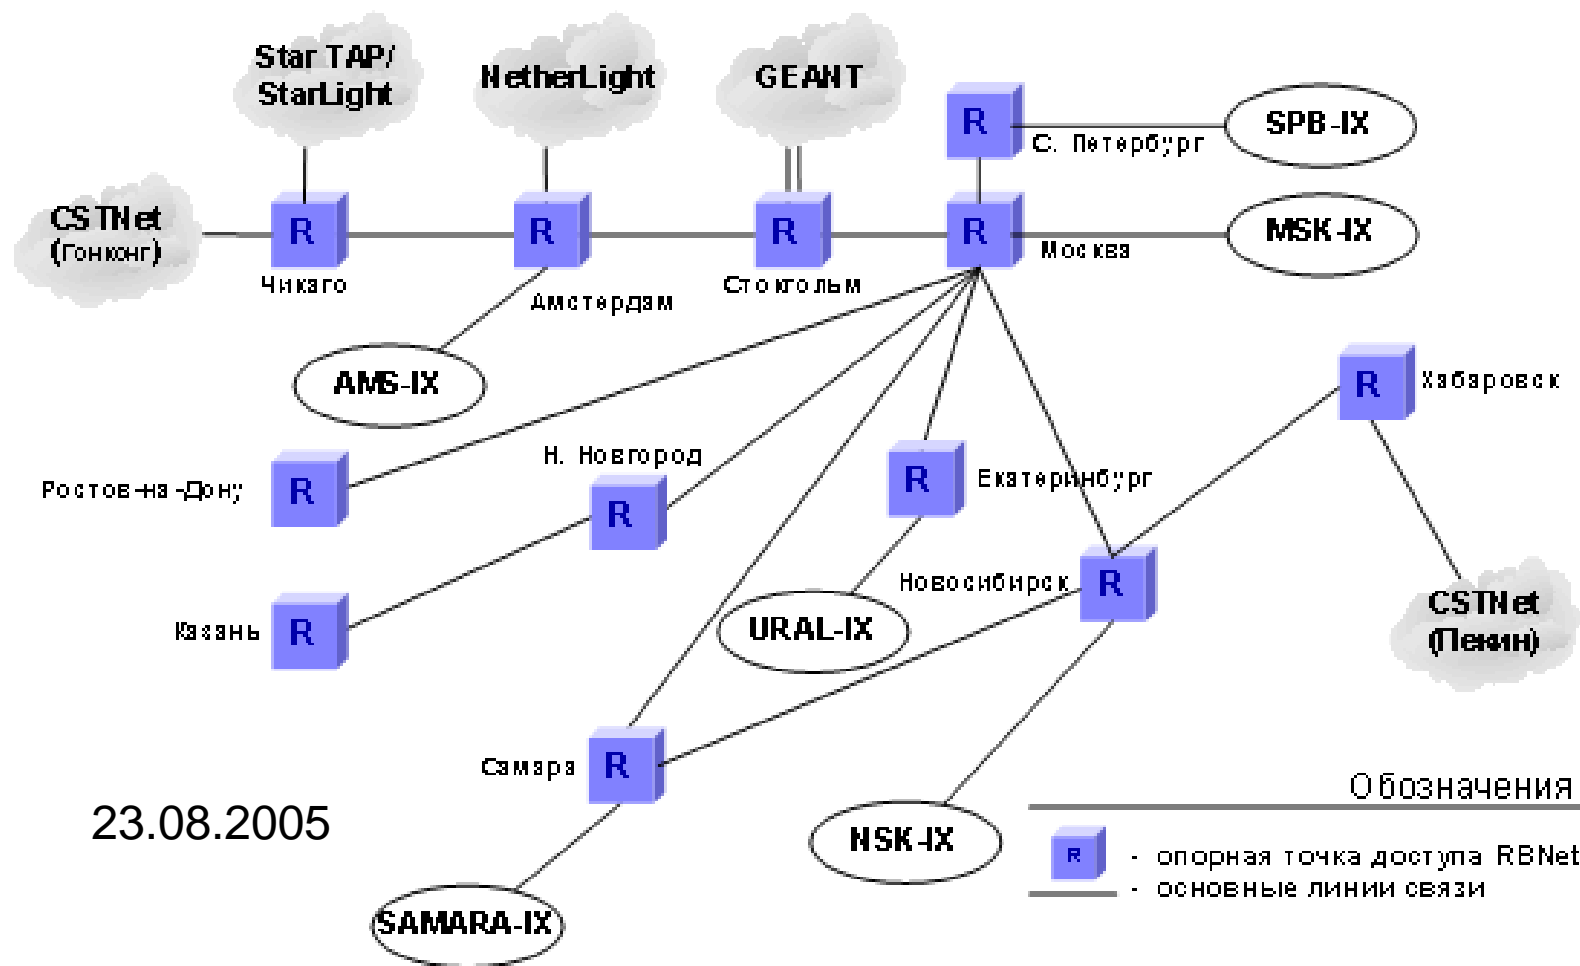 Star TAP/
StarLight
NetherLight
GEANT
R
С. Петербург
SPB-IX
CSTNet
(Гонконг)
R
Чикаго
R
Амстердам
R
Стокгольм
R
Москва
MSK-IX
AMS-IX
R
Хабаровск
Ростов-на-Дону
R
Н. Новгород
R
R
Екатеринбург
Казань
R
URAL-IX
Новосибирск
R
CSTNet
(Пекин)
Самара
R
23.08.2005
NSK-IX
SAMARA-IX
Обозначения
R - опорная точка доступа RBNet
- основные линии связи